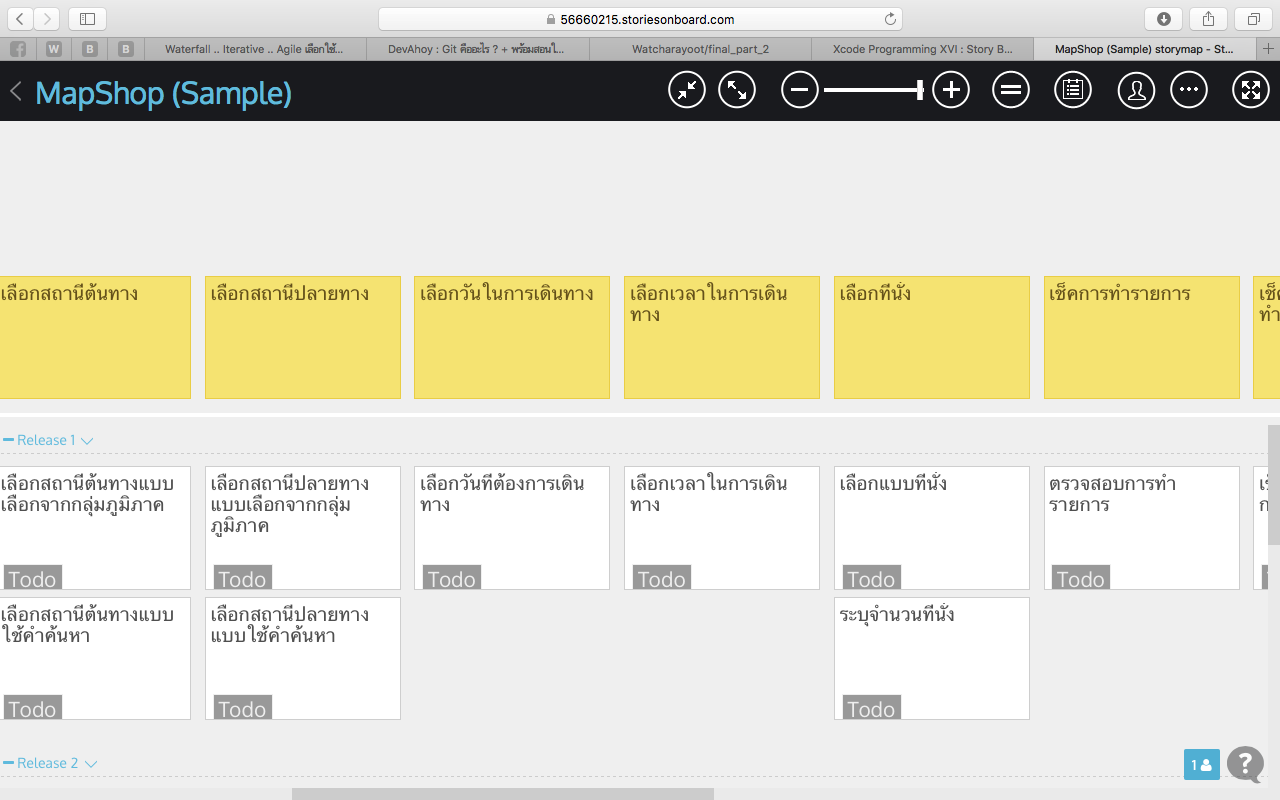 56660215.storiesonboard.com
W
B
B
Waterfall .. Iterative .. Agile เลือกใช้...
DevAhoy : Git คืออะไร ? + พร้อมสอนใ...
Watcharayoot/final_part_2
Xcode Programming XVI : Story B...
MapShop (Sample) storymap - St...
MapShop (Sample)
เลือกสถานีต้นทาง
เลือกสถานีปลายทาง
เลือกวันในการเดินทาง
เลือกเวลาในการเดิน
ทาง
เลือกที่นั่ง
เช็คการทำรายการ
Release 1
เลือกสถานีต้นทางแบบ
เลือกจากกลุ่มภูมิภาค
Todo
เลือกสถานีปลายทาง
แบบเลือกจากกลุ่ม
ภูมิภาค
Todo
เลือกวันที่ต้องการเดิน
ทาง
Todo
เลือกเวลาในการเดิน
ทาง
Todo
เลือกแบบที่นั่ง
Todo
ตรวจสอบการทำ
รายการ
Todo
เลือกสถานีต้นทางแบบ
ใช้คำค้นหา
Todo
เลือกสถานีปลายทาง
แบบใช้คำค้นหา
Todo
ระบุจำนวนที่นั่ง
Todo
Release 2
1
?